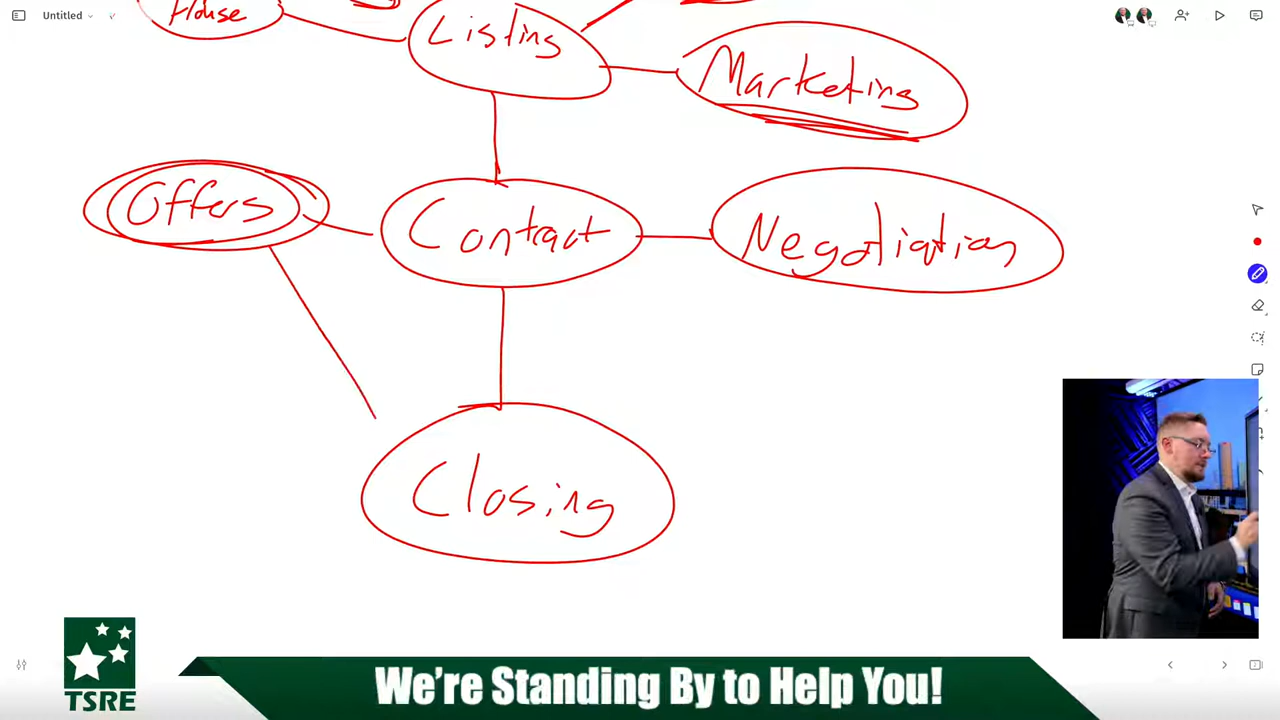 Untitled
House
Listing
Marketing
Offers
Contract
Negotiation
Closing
TSRE
We're Standing By to Help You!